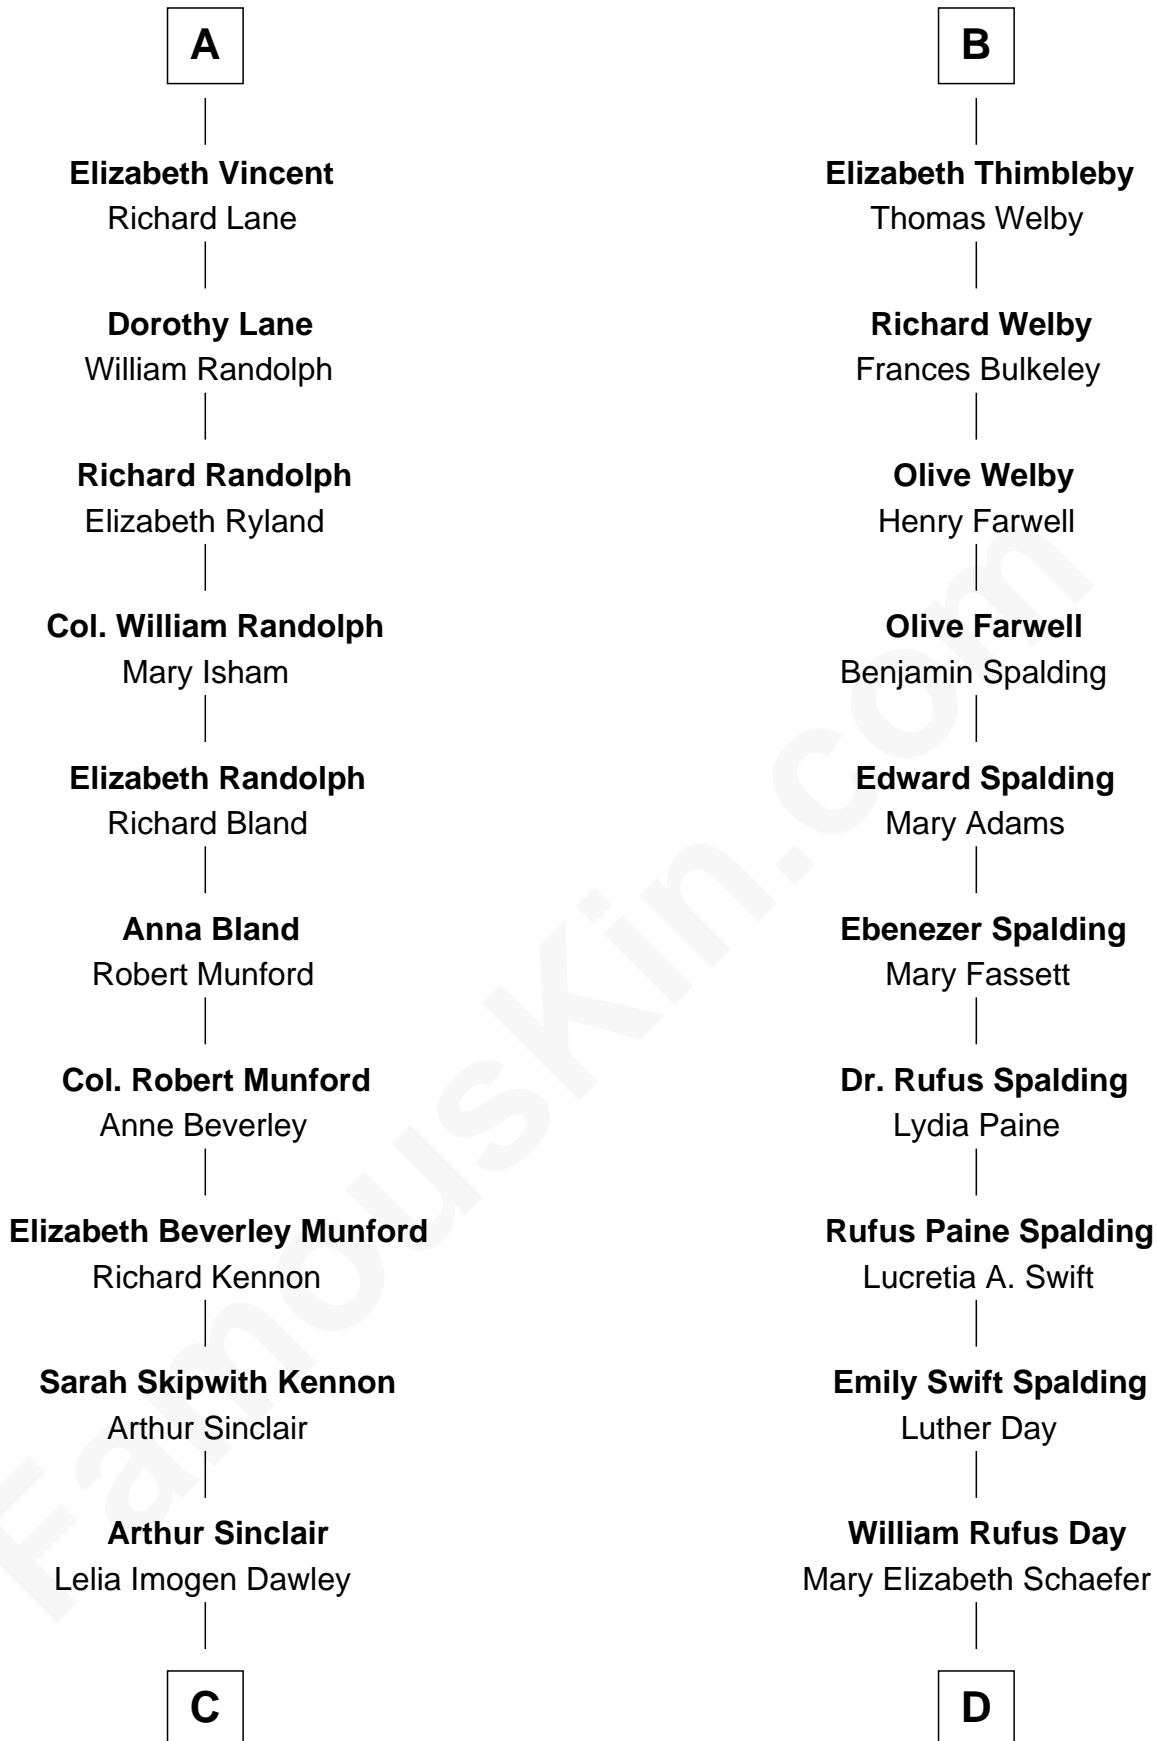 A
Elizabeth Vincent
Richard Lane
Dorothy Lane
William Randolph
Richard Randolph
Elizabeth Ryland
Col. William Randolph
Mary Isham
Elizabeth Randolph
Richard Bland
Anna Bland
Robert Munford
Col. Robert Munford
Anne Beverley
Elizabeth Beverley Munford
Richard Kennon
Sarah Skipwith Kennon
Arthur Sinclair
Arthur Sinclair
Lelia Imogen Dawley
C
B
Elizabeth Thimbleby
Thomas Welby
Richard Welby
Frances Bulkeley
Olive Welby
Henry Farwell
Olive Farwell
Benjamin Spalding
Edward Spalding
Mary Adams
Ebenezer Spalding
Mary Fassett
Dr. Rufus Spalding
Lydia Paine
Rufus Paine Spalding
Lucretia A. Swift
Emily Swift Spalding
Luther Day
William Rufus Day
Mary Elizabeth Schaefer
D
FamousKin.com